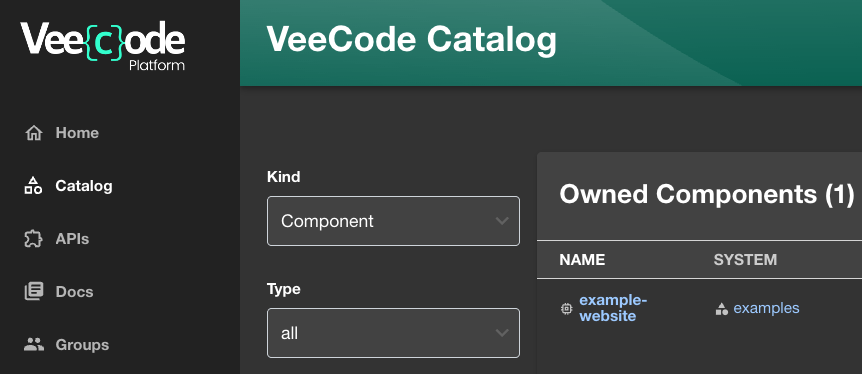 Vee{c}ode
Platform
VeeCode Catalog
Home
Catalog
APIs
Docs
Groups
Kind
Component
Type
all
Owned Components (1)
NAME SYSTEM
example-
website
examples